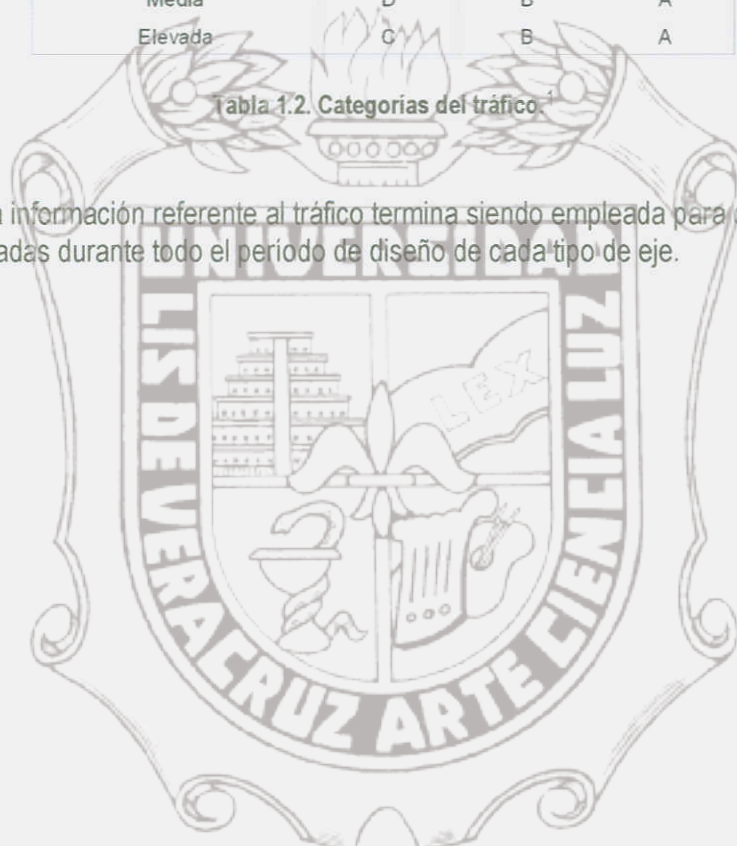 Media D B A
Elevada C B A
Tabla 1.2. Categorías del tráfico.1
información referente al tráfico termina siendo empleada para
durante todo el periodo de diseño de cada tipo de eje.
UNIVERSIDAD
LIS DE VERACRUZ ARTE CIENCIA LUZ
LEX